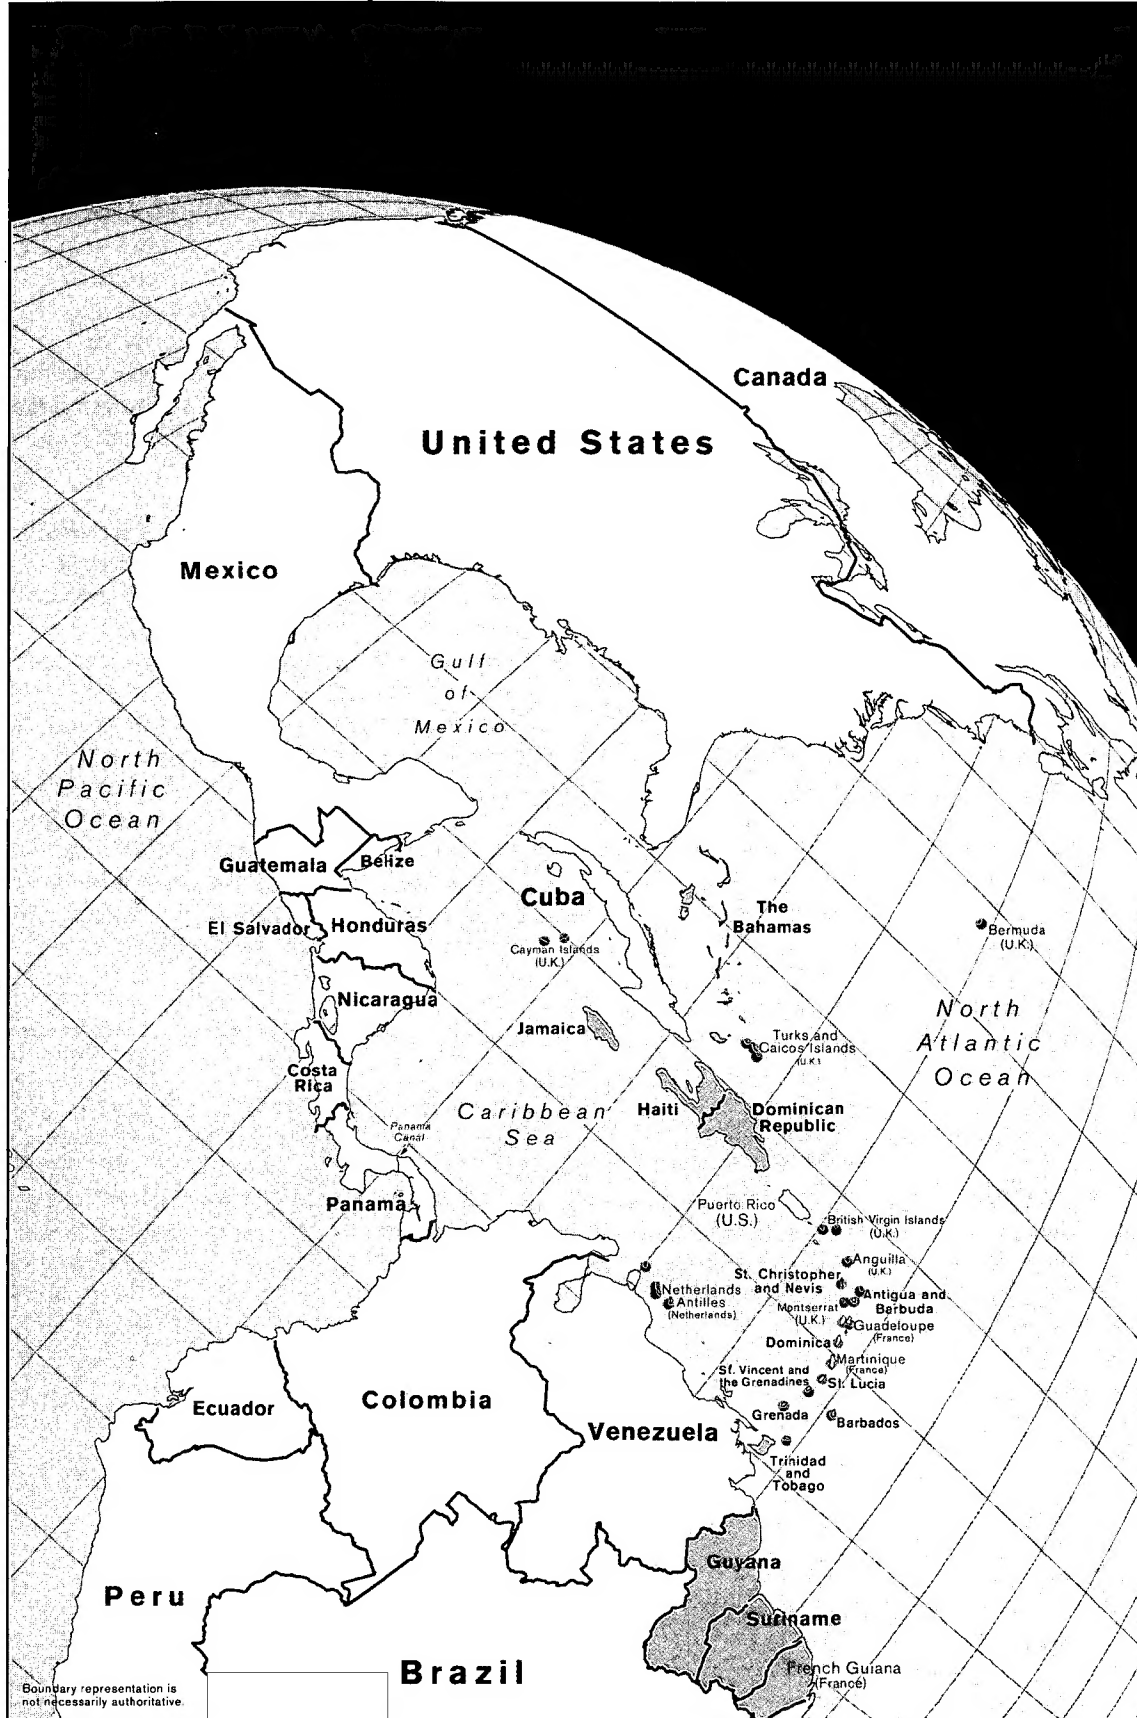 Canada
United States
Mexico
Gulf
of
Mexico
North
Pacific
Ocean
Guatemala
Belize
Cuba
The
Bahamas
El Salvador
Honduras
Cayman Islands
(U.K.)
Bermuda
(U.K.)
Nicaragua
Jamaica
North
Atlantic
Ocean
Turks and
Caicos Islands
(U.K.)
Costa
Rica
Haiti
Dominican
Republic
Caribbean
Sea
Panama
Canal
Panama
Puerto Rico
(U.S.)
British Virgin Islands
(U.K.)
Anguilla
(U.K.)
St. Christopher
and Nevis
Netherlands
Antilles
(Netherlands)
Antigua and
Barbuda
Montserrat
(U.K.)
Guadeloupe
(France)
Dominica
Martinique
(France)
St. Vincent and
the Grenadines
St. Lucia
Ecuador
Colombia
Grenada
Barbados
Venezuela
Trinidad
and
Tobago
Guyana
Peru
Suriname
Brazil
French Guiana
(France)
Boundary representation is
not necessarily authoritative.